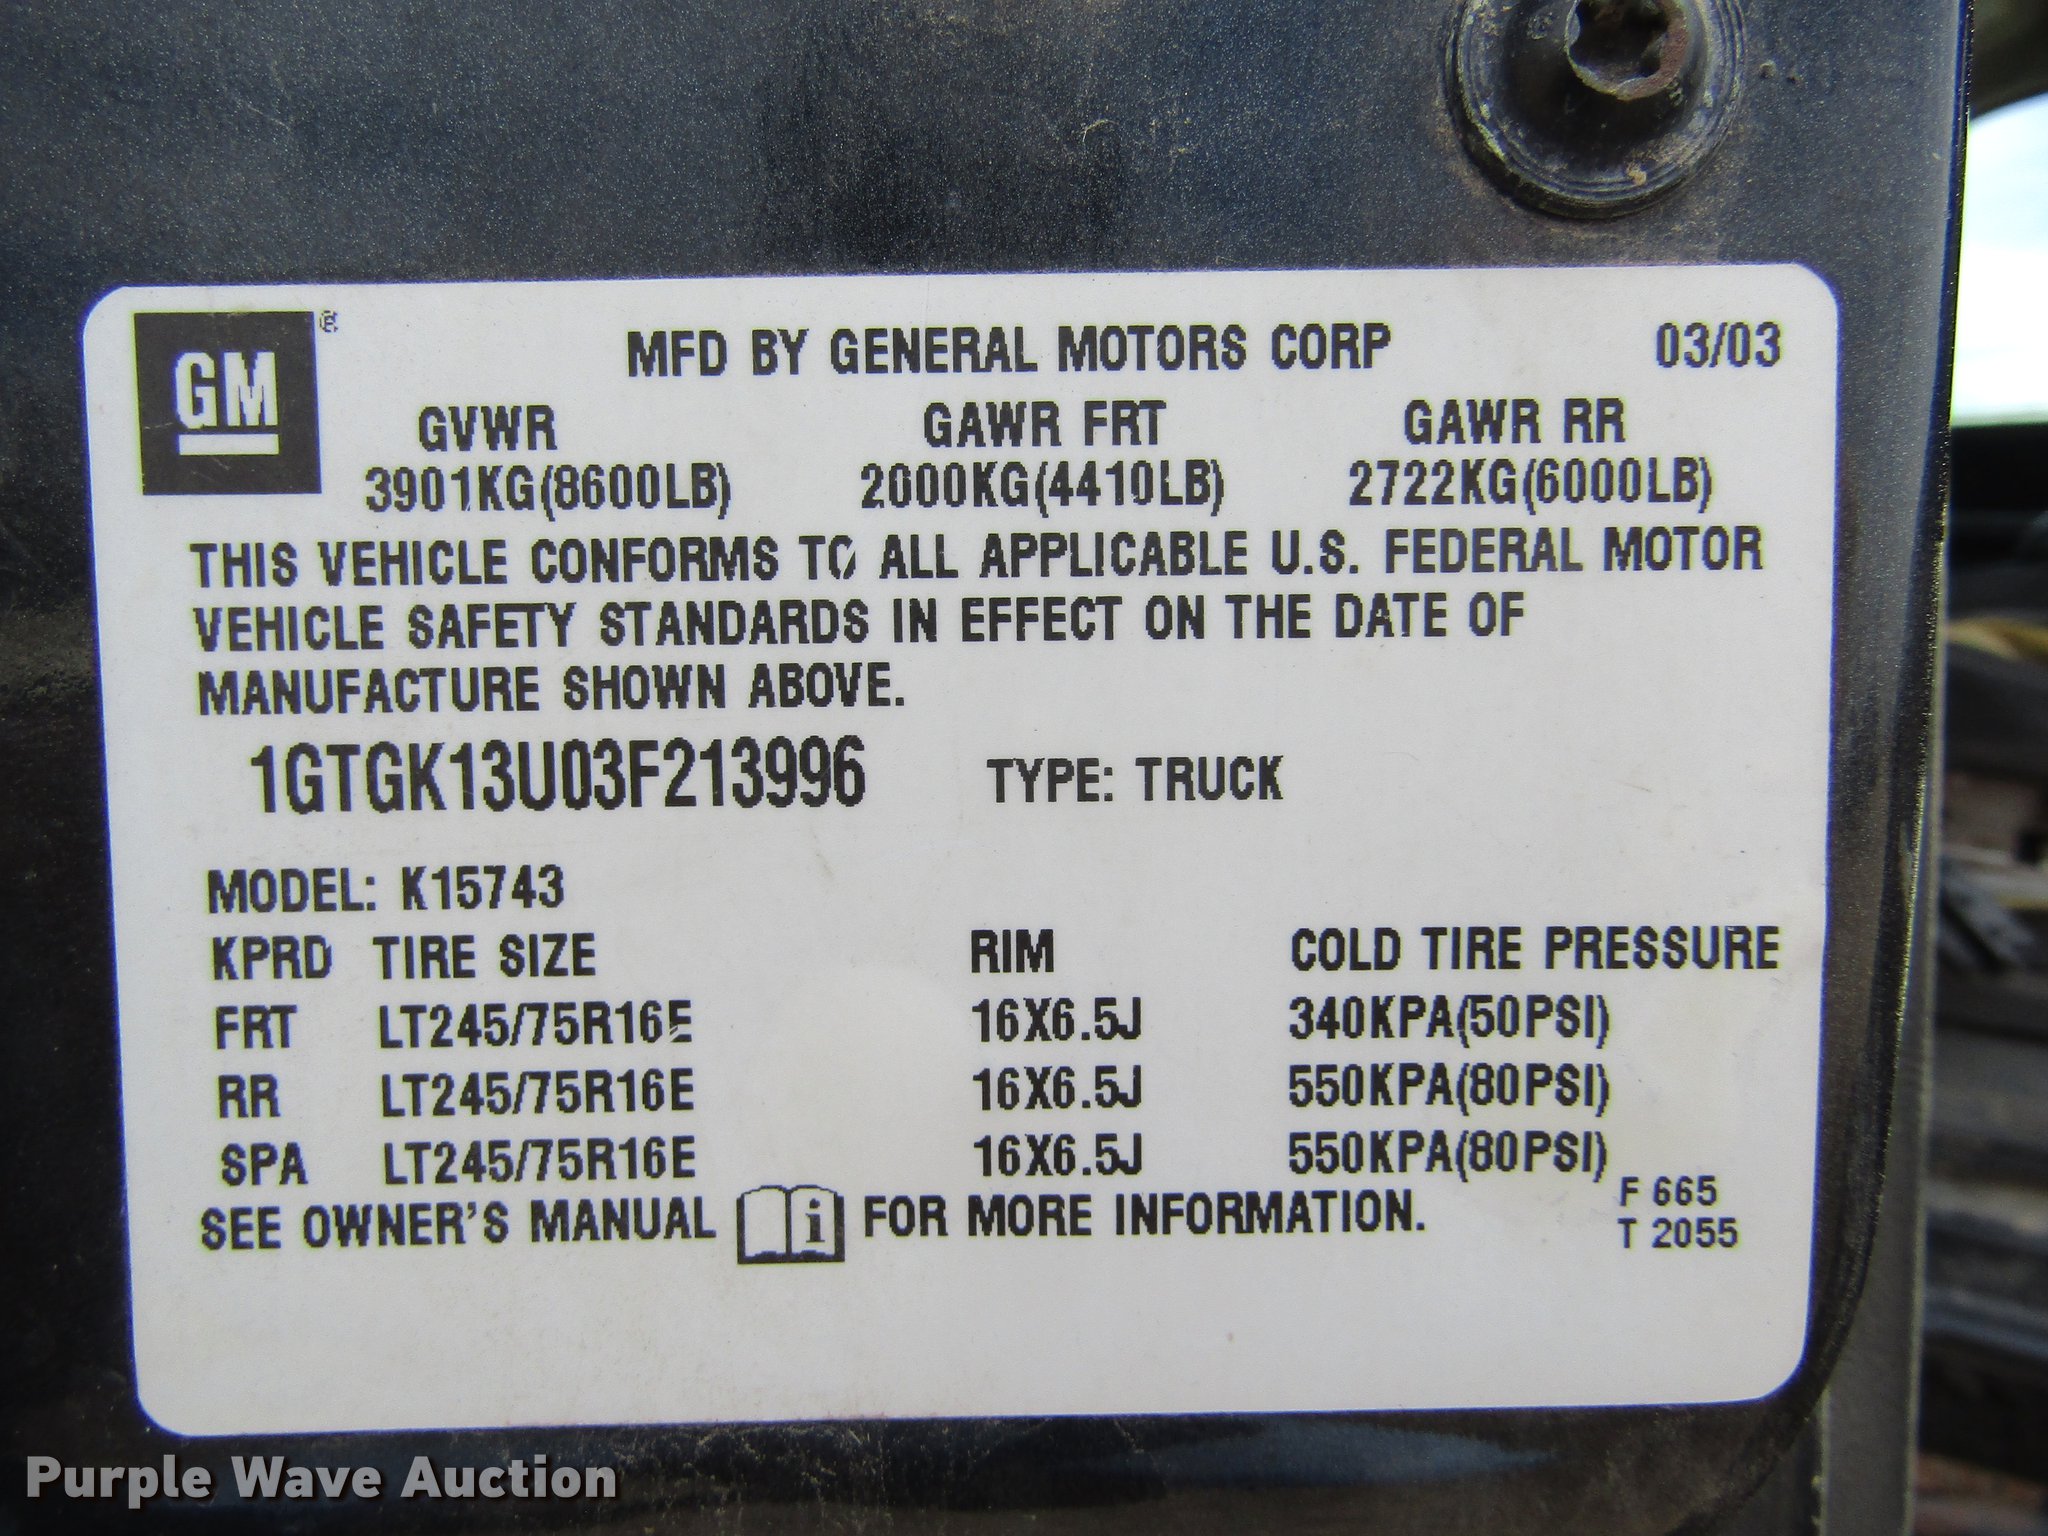 GM ®
MFD BY GENERAL MOTORS CORP 03/03
GVWR GAWR FRT GAWR RR
3901KG(8600LB) 2000KG(4410LB) 2722KG(6000LB)
THIS VEHICLE CONFORMS TO ALL APPLICABLE U.S. FEDERAL MOTOR
VEHICLE SAFETY STANDARDS IN EFFECT ON THE DATE OF
MANUFACTURE SHOWN ABOVE.
1GTGK13U03F213996 TYPE: TRUCK
MODEL: K15743
KPRD TIRE SIZE RIM COLD TIRE PRESSURE
FRT LT245/75R16E 16X6.5J 340KPA(50PSI)
RR LT245/75R16E 16X6.5J 550KPA(80PSI)
SPA LT245/75R16E 16X6.5J 550KPA(80PSI)
SEE OWNER'S MANUAL i FOR MORE INFORMATION.
F 665
T 2055
Purple Wave Auction